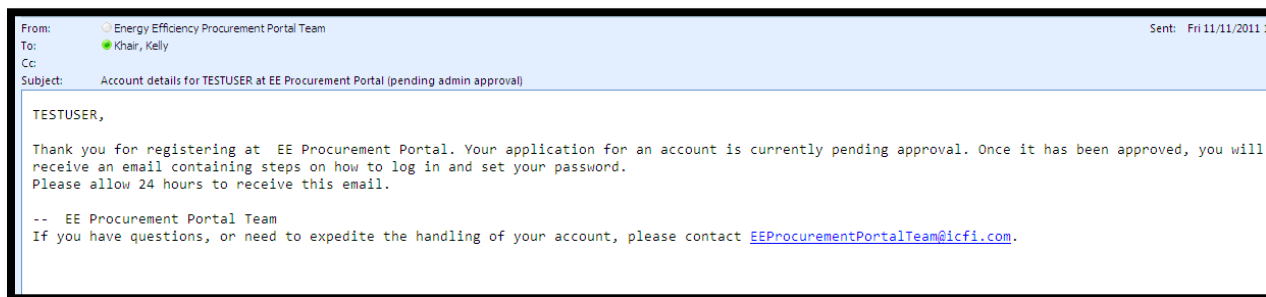 From: Energy Efficiency Procurement Portal Team Sent: Fri 11/11/2011
To: Khair, Kelly
Cc:
Subject: Account details for TESTUSER at EE Procurement Portal (pending admin approval)
TESTUSER,
Thank you for registering at  EE Procurement Portal. Your application for an account is currently pending approval. Once it has been approved, you will
receive an email containing steps on how to log in and set your password.
Please allow 24 hours to receive this email.
--  EE Procurement Portal Team
If you have questions, or need to expedite the handling of your account, please contact EEProcurementPortalTeam@icfi.com.